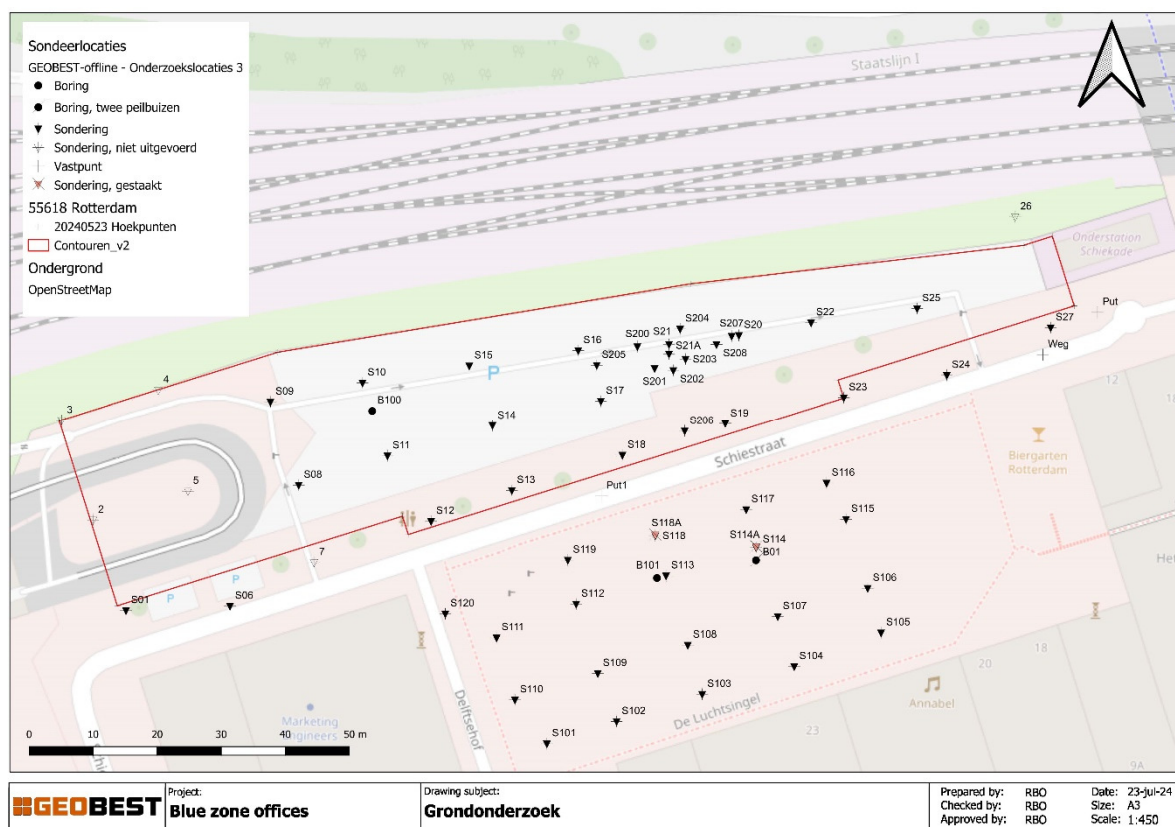 Sondeerlocaties
GEOBEST-offline - Onderzoekslocaties 3
Boring
Boring, twee peilbuizen
Sondering
Sondering, niet uitgevoerd
Vastpunt
Sondering, gestaakt
55618 Rotterdam
20240523 Hoekpunten
Contouren_v2
Ondergrond
OpenStreetMap
Staatslijn I
26
Onderstation
Schiekade
S25
Put
S204
S22
S27
S207
S20
S16
S200
S21
Weg
S21A
S208
S15
S205
S203
S24
S10
P
S201
S202
12
4
S09
S23
S17
B100
3
S14
S19
S206
Schiestraat
Biergarten
Rotterdam
S11
S18
S08
S116
5
S13
Put1
S117
2
S12
S115
S118A
S118
S114A
S114
B01
7
S119
B101
S113
P
S106
P
S112
S01
S06
S120
S107
S111
S105
18
S108
20
S104
S109
Delftsehof
S110
S103
De Luchtsingel
Annabel
S102
Marketing
Engineers
23
S101
0
10
20
30
40
50 m
9A
GEOBEST
Project:
Blue zone offices
Drawing subject:
Grondonderzoek
Prepared by: RBO Date: 23-jul-24
Checked by: RBO Size: A3
Approved by: RBO Scale: 1:450